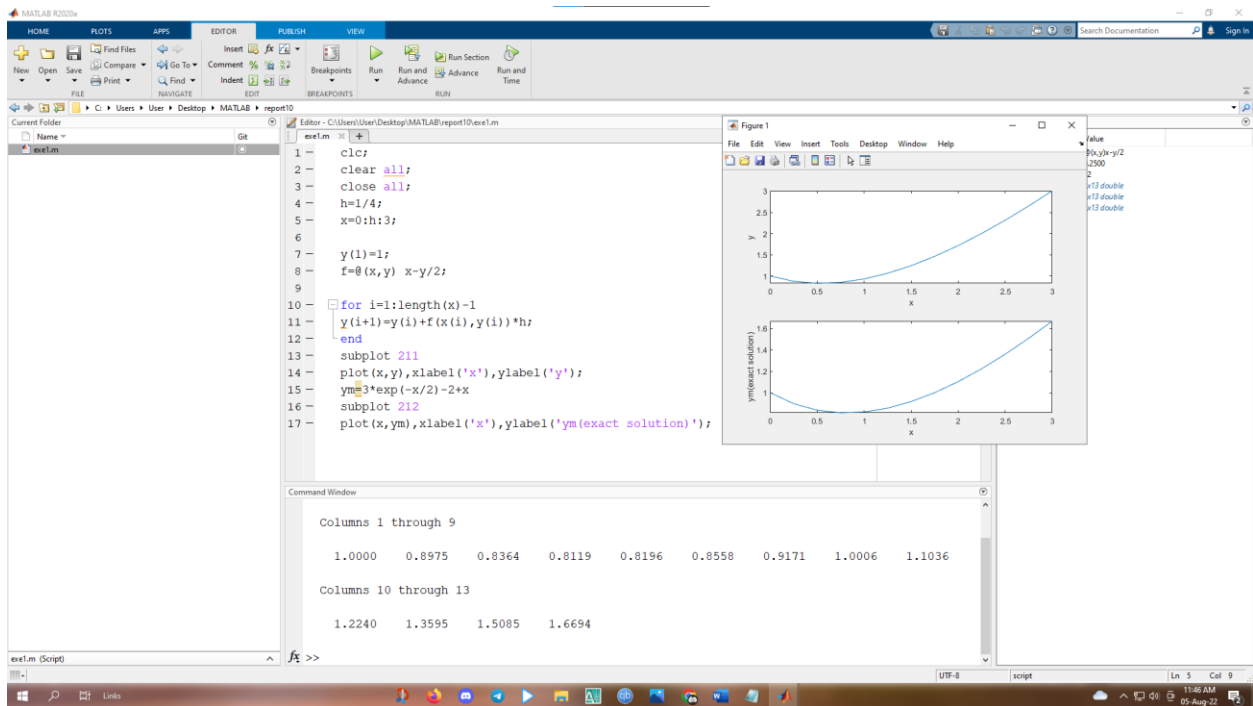 MATLAB R2020a
HOME PLOTS APPS EDITOR PUBLISH VIEW Search Documentation Sign In
New Open Save Find Files Compare Print Go To Find Insert fx Comment % Indent Breakpoints Run Run and Advance Run Section Advance Run and Time
FILE NAVIGATE EDIT BREAKPOINTS RUN
C: Users User Desktop MATLAB report10
Current Folder
Name Git
exe1.m
Editor - C:\Users\User\Desktop\MATLAB\report10\exe1.m
exe1.m × +
1 – clc;
2 – clear all;
3 – close all;
4 – h=1/4;
5 – x=0:h:3;
6
7 – y(1)=1;
8 – f=@(x,y) x-y/2;
9
10 – for i=1:length(x)-1
11 – y(i+1)=y(i)+f(x(i),y(i))*h;
12 – end
13 – subplot 211
14 – plot(x,y),xlabel('x'),ylabel('y');
15 – ym=3*exp(-x/2)-2+x
16 – subplot 212
17 – plot(x,ym),xlabel('x'),ylabel('ym(exact solution)');
Figure 1
File Edit View Insert Tools Desktop Window Help
3
2.5
2
1.5
1
y
0 0.5 1 1.5 2 2.5 3
x
1.6
1.4
1.2
1
ym(exact solution)
0 0.5 1 1.5 2 2.5 3
x
Value
@(x,y)x-y/2
.2500
2
x13 double
x13 double
x13 double
Command Window
Columns 1 through 9
1.0000 0.8975 0.8364 0.8119 0.8196 0.8558 0.9171 1.0006 1.1036
Columns 10 through 13
1.2240 1.3595 1.5085 1.6694
fx >>
exe1.m (Script)
UTF-8 script Ln 5 Col 9
Links
11:46 AM
05-Aug-22